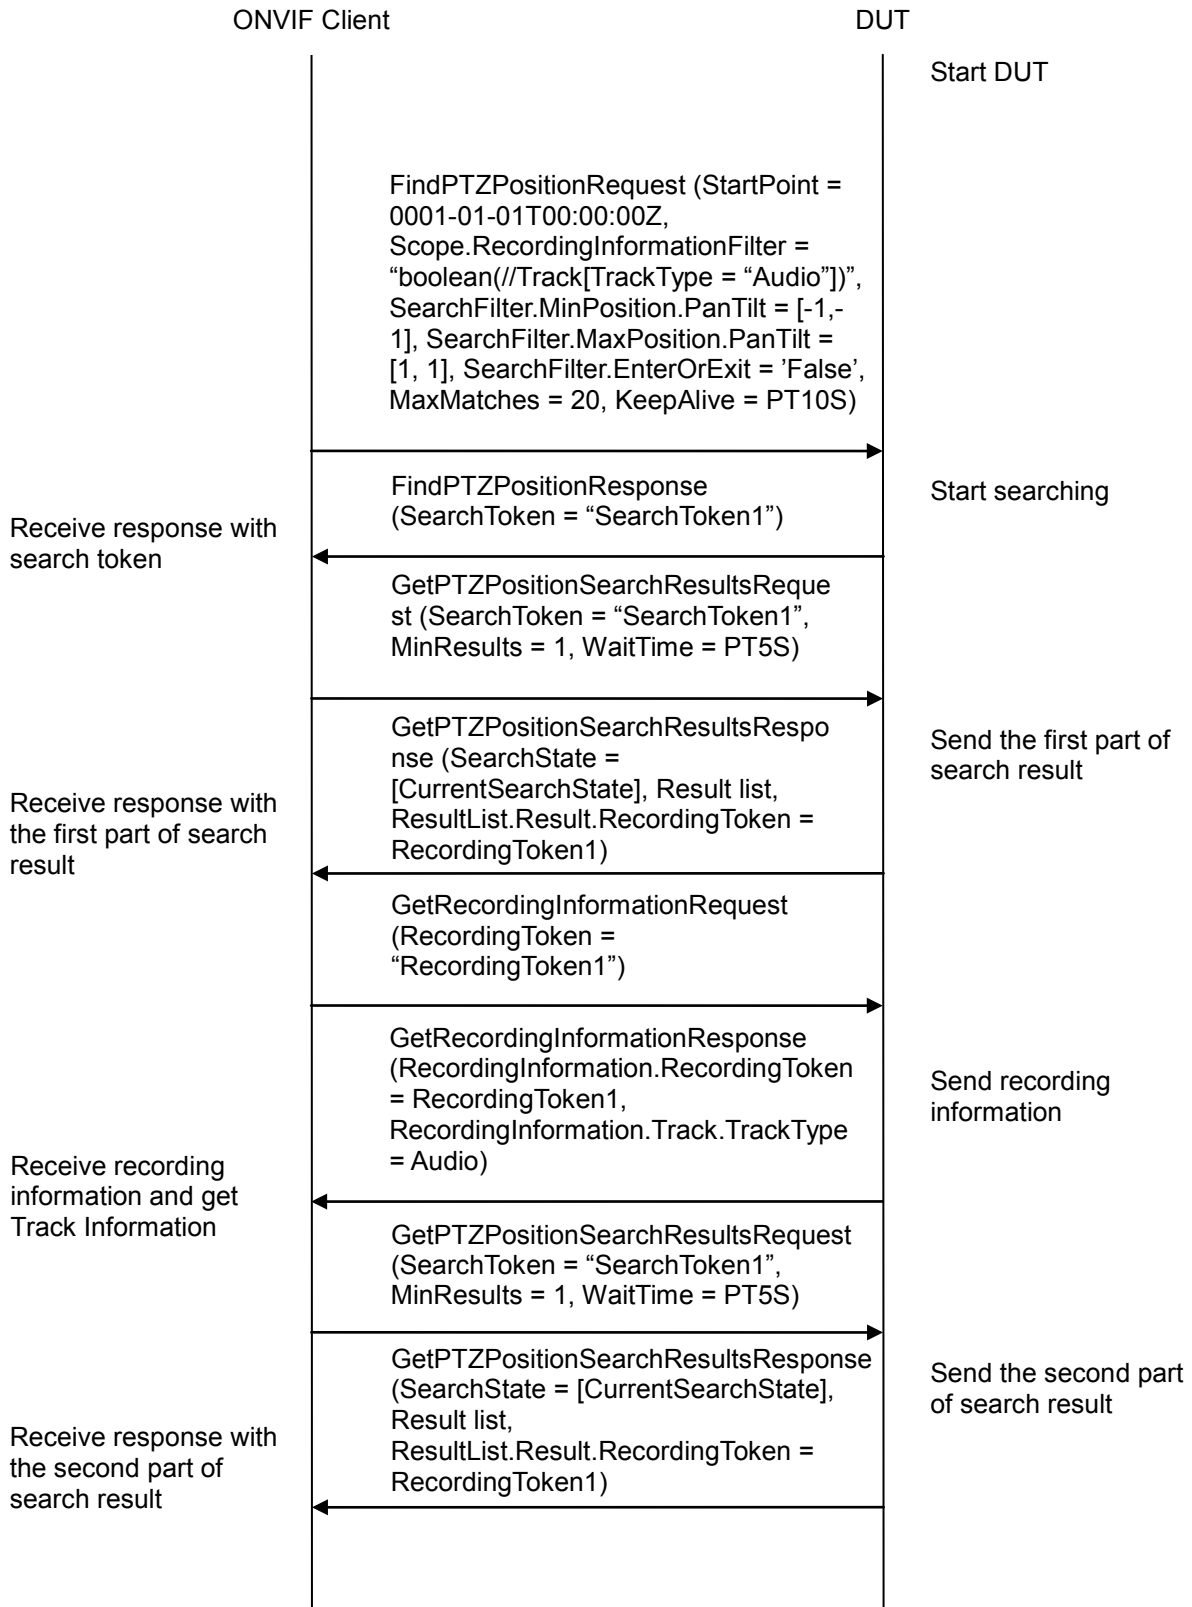 ONVIF Client
DUT
Start DUT
FindPTZPositionRequest (StartPoint =
0001-01-01T00:00:00Z,
Scope.RecordingInformationFilter =
“boolean(//Track[TrackType = “Audio”])”,
SearchFilter.MinPosition.PanTilt = [-1,-
1], SearchFilter.MaxPosition.PanTilt =
[1, 1], SearchFilter.EnterOrExit = ’False’,
MaxMatches = 20, KeepAlive = PT10S)
FindPTZPositionResponse
(SearchToken = “SearchToken1”)
Start searching
Receive response with
search token
GetPTZPositionSearchResultsReque
st (SearchToken = “SearchToken1”,
MinResults = 1, WaitTime = PT5S)
GetPTZPositionSearchResultsRespo
nse (SearchState =
[CurrentSearchState], Result list,
ResultList.Result.RecordingToken =
RecordingToken1)
Send the first part of
search result
Receive response with
the first part of search
result
GetRecordingInformationRequest
(RecordingToken =
“RecordingToken1”)
GetRecordingInformationResponse
(RecordingInformation.RecordingToken
= RecordingToken1,
RecordingInformation.Track.TrackType
= Audio)
Send recording
information
Receive recording
information and get
Track Information
GetPTZPositionSearchResultsRequest
(SearchToken = “SearchToken1”,
MinResults = 1, WaitTime = PT5S)
GetPTZPositionSearchResultsResponse
(SearchState = [CurrentSearchState],
Result list,
ResultList.Result.RecordingToken =
RecordingToken1)
Send the second part
of search result
Receive response with
the second part of
search result